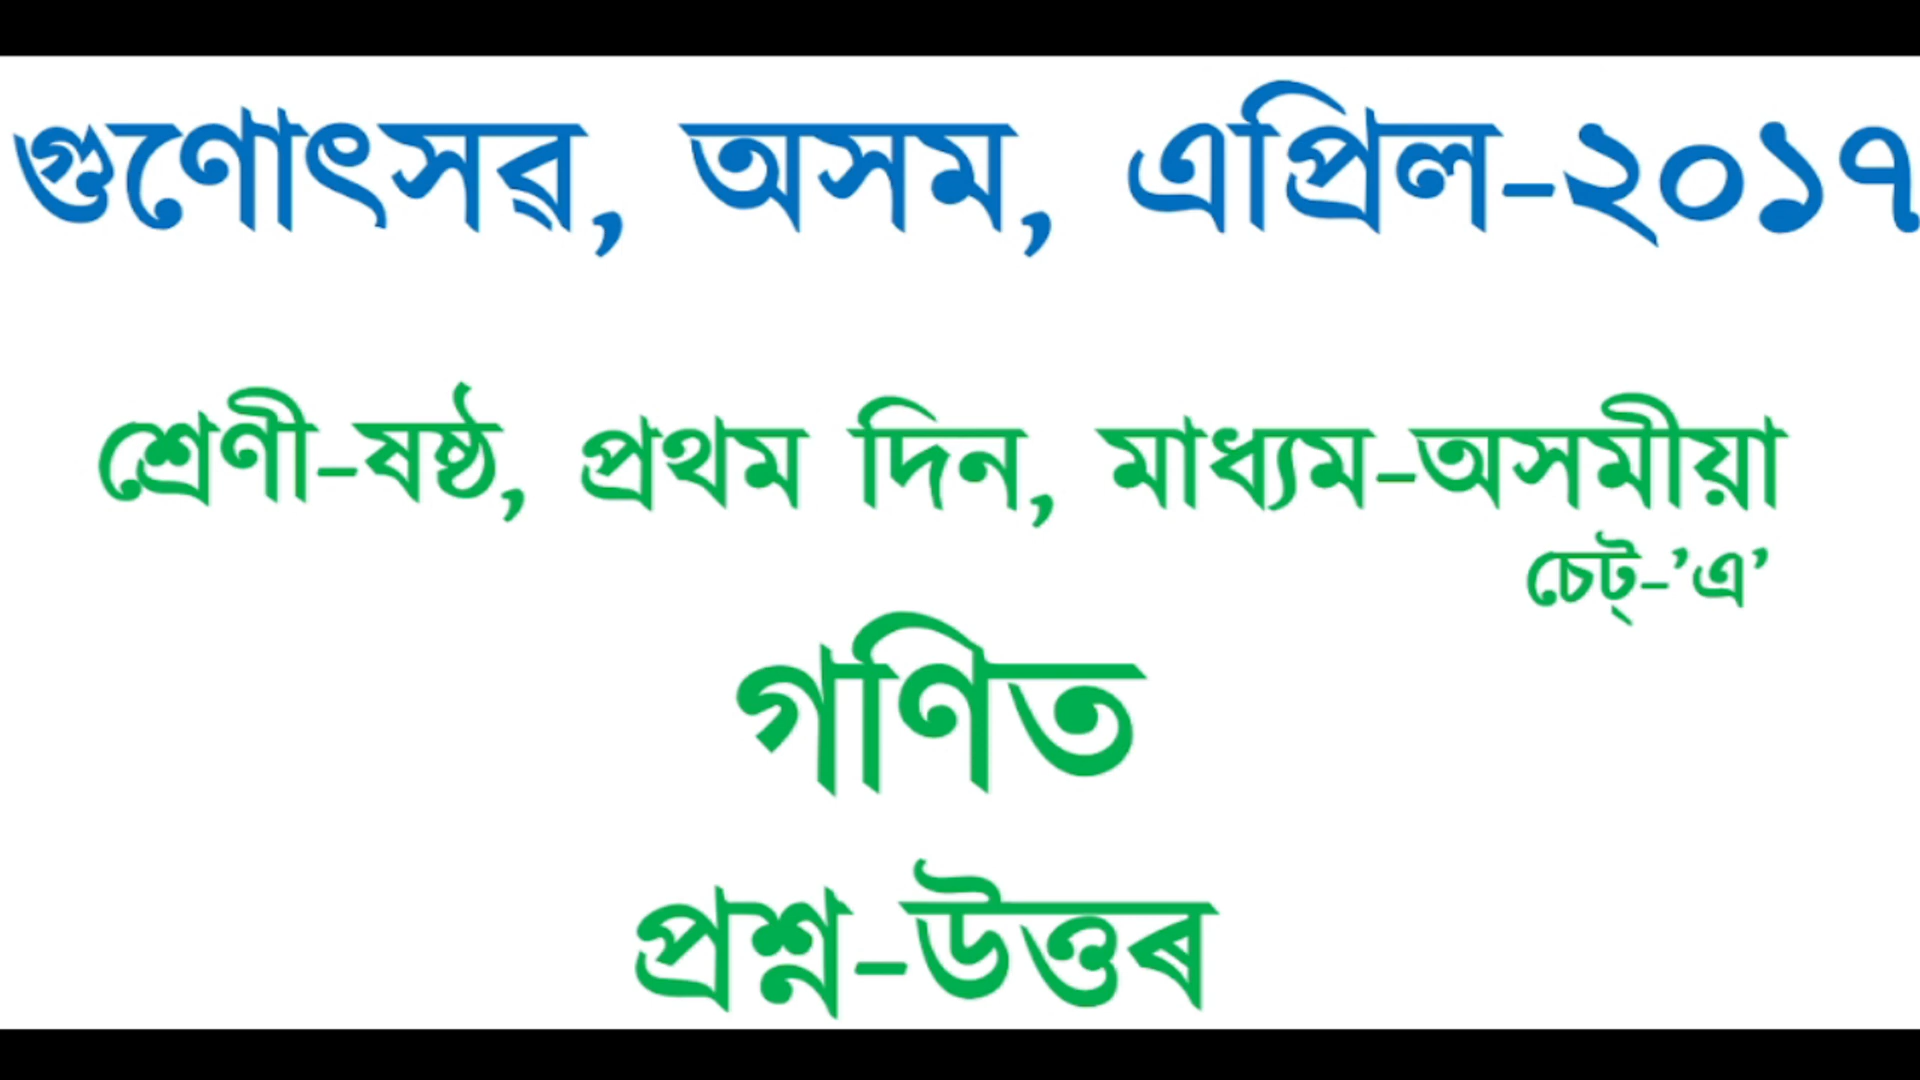 গুণোৎসৱ, অসম, এপ্ৰিল-২০১৭
শ্ৰেণী-ষষ্ঠ, প্ৰথম দিন, মাধ্যম-অসমীয়া
চেট্-’এ’
গণিত
প্ৰশ্ন-উত্তৰ